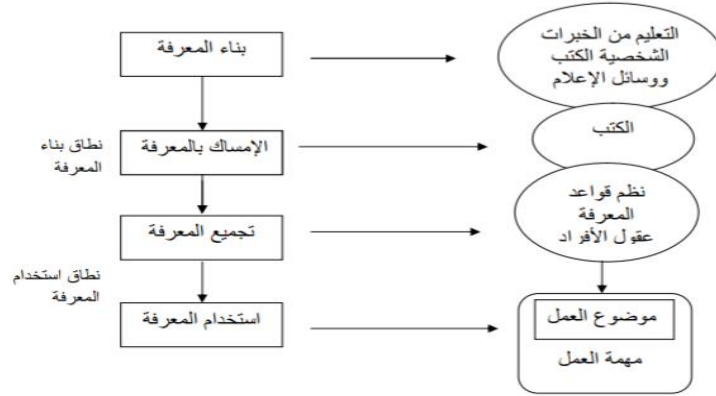 بناء المعرفة
التعليم من الخبرات
الشخصية الكتب
ووسائل الإعلام
نطاق بناء
المعرفة
الإمساك بالمعرفة
الكتب
تجميع المعرفة
نظم قواعد
المعرفة
عقول الأفراد
نطاق استخدام
المعرفة
استخدام المعرفة
موضوع العمل
مهمة العمل